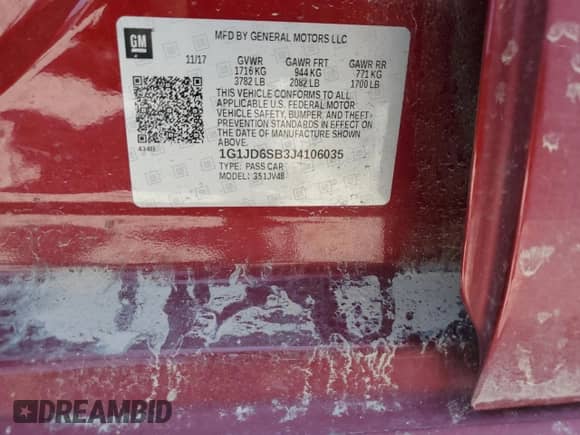 GM
MFD BY GENERAL MOTORS LLC
11/17 GVWR GAWR FRT GAWR RR
1716 KG 944 KG 771 KG
3782 LB 2082 LB 1700 LB
THIS VEHICLE CONFORMS TO ALL
APPLICABLE U.S. FEDERAL MOTOR
VEHICLE SAFETY, BUMPER, AND THEFT
PREVENTION STANDARDS IN EFFECT ON
THE DATE OF MANUFACTURE SHOWN
ABOVE.
1G1JD6SB3J4106035
TYPE: PASS CAR
MODEL: 351JV48
DREAMBID